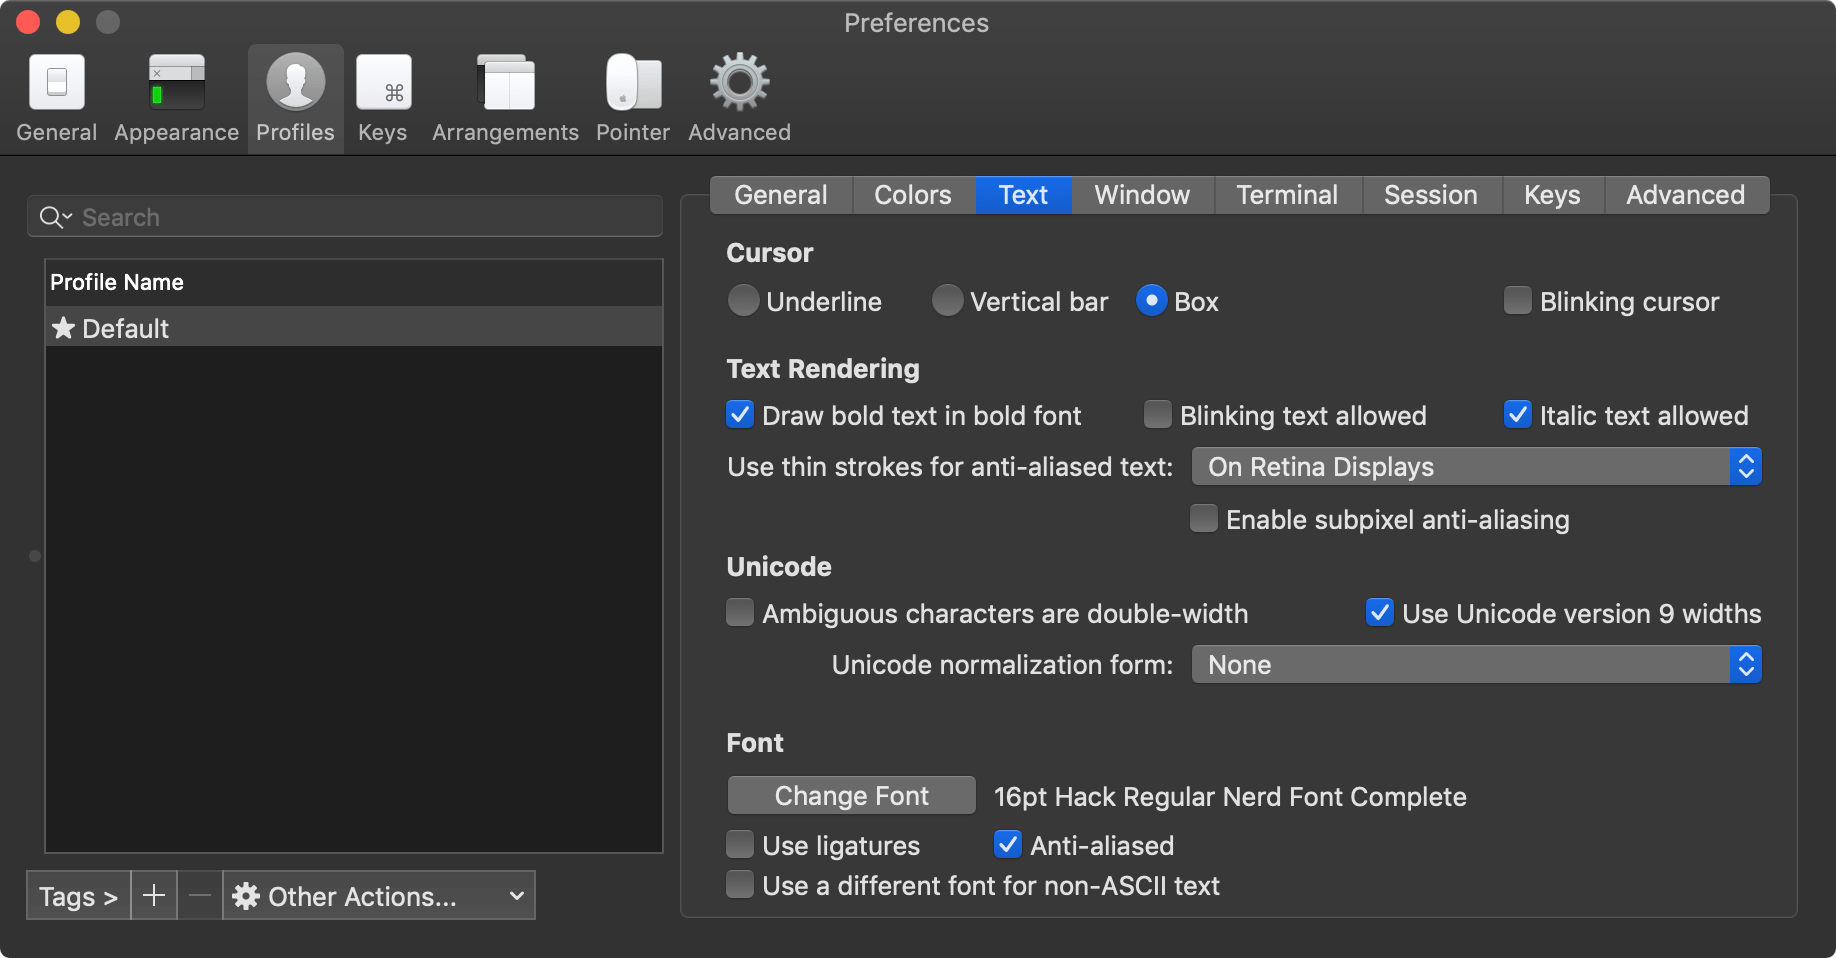 Preferences
General Appearance Profiles Keys Arrangements Pointer Advanced
Search
Profile Name
Default
Tags > + − Other Actions...
General Colors Text Window Terminal Session Keys Advanced
Cursor
Underline Vertical bar Box Blinking cursor
Text Rendering
Draw bold text in bold font Blinking text allowed Italic text allowed
Use thin strokes for anti-aliased text: On Retina Displays
Enable subpixel anti-aliasing
Unicode
Ambiguous characters are double-width Use Unicode version 9 widths
Unicode normalization form: None
Font
Change Font 16pt Hack Regular Nerd Font Complete
Use ligatures Anti-aliased
Use a different font for non-ASCII text